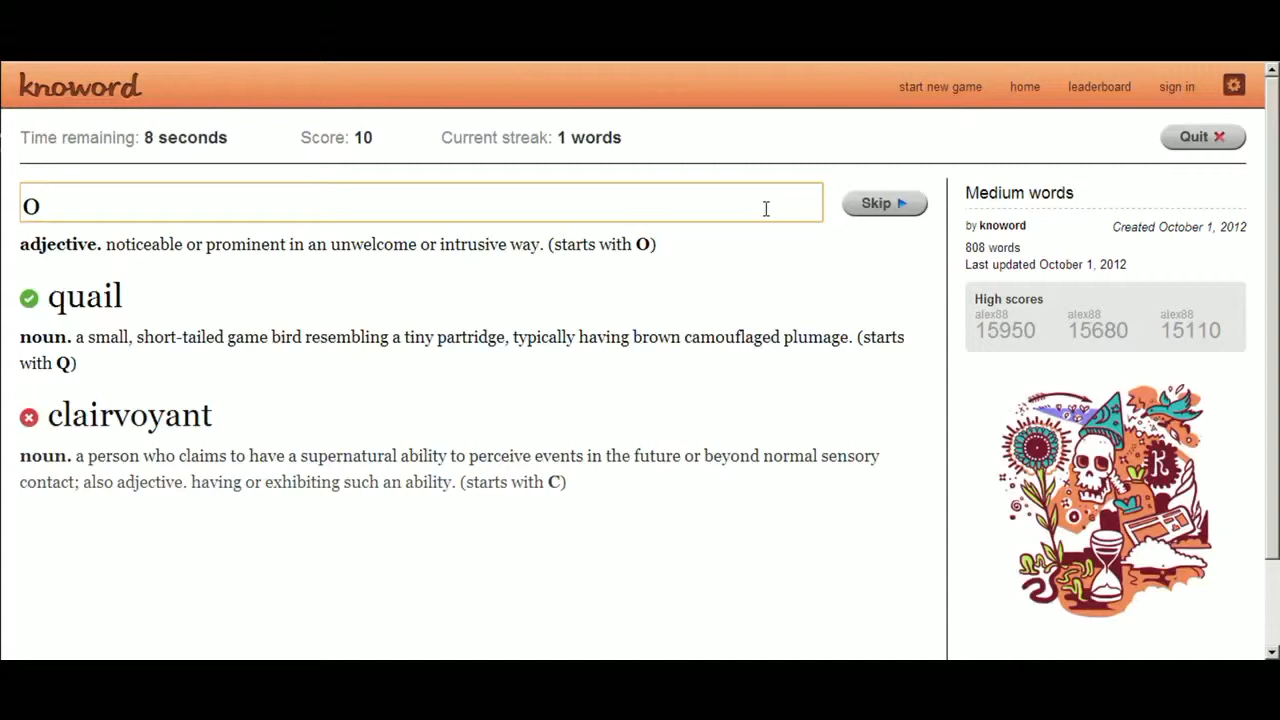 knoword
start new game home leaderboard sign in
Time remaining: 8 seconds Score: 10 Current streak: 1 words Quit
O
Skip
adjective. noticeable or prominent in an unwelcome or intrusive way. (starts with O)
quail
noun. a small, short-tailed game bird resembling a tiny partridge, typically having brown camouflaged plumage. (starts
with Q)
clairvoyant
noun. a person who claims to have a supernatural ability to perceive events in the future or beyond normal sensory
contact; also adjective. having or exhibiting such an ability. (starts with C)
Medium words
by knoword Created October 1, 2012
808 words
Last updated October 1, 2012
High scores
alex88 alex88 alex88
15950 15680 15110
K